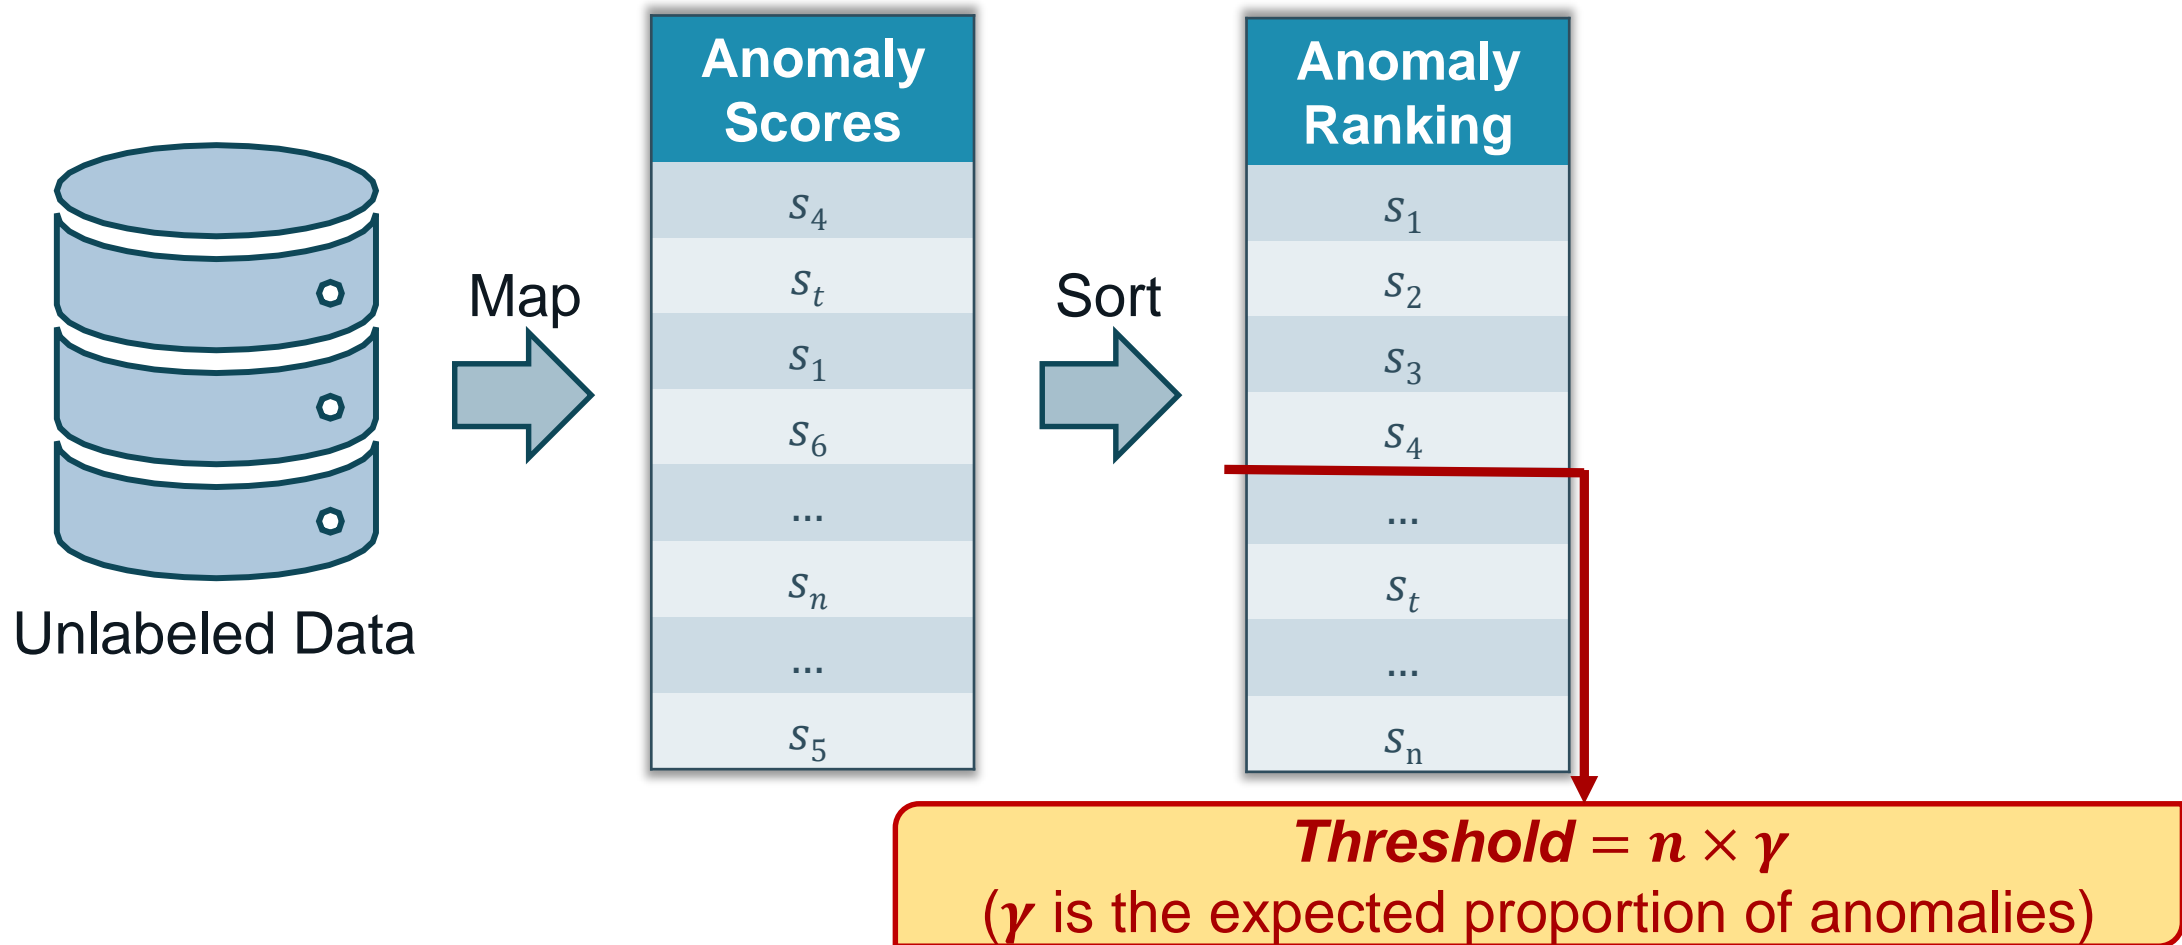 Unlabeled Data
Map
Anomaly
Scores
s₄
sₜ
s₁
s₆
...
sₙ
...
s₅
Sort
Anomaly
Ranking
s₁
s₂
s₃
s₄
...
sₜ
...
sₙ
Threshold = n × γ
(γ is the expected proportion of anomalies)